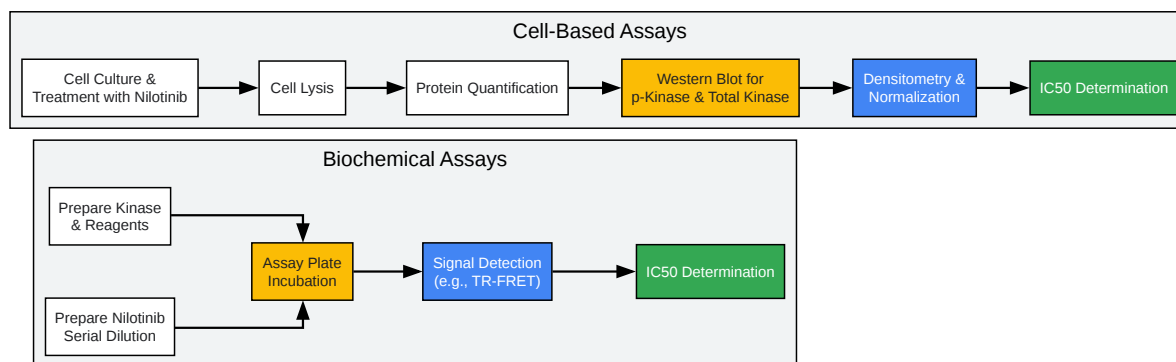 Cell-Based Assays
Cell Culture &
Treatment with Nilotinib
Cell Lysis
Protein Quantification
Western Blot for
p-Kinase & Total Kinase
Densitometry &
Normalization
IC50 Determination
Biochemical Assays
Prepare Kinase
& Reagents
Prepare Nilotinib
Serial Dilution
Assay Plate
Incubation
Signal Detection
(e.g., TR-FRET)
IC50 Determination